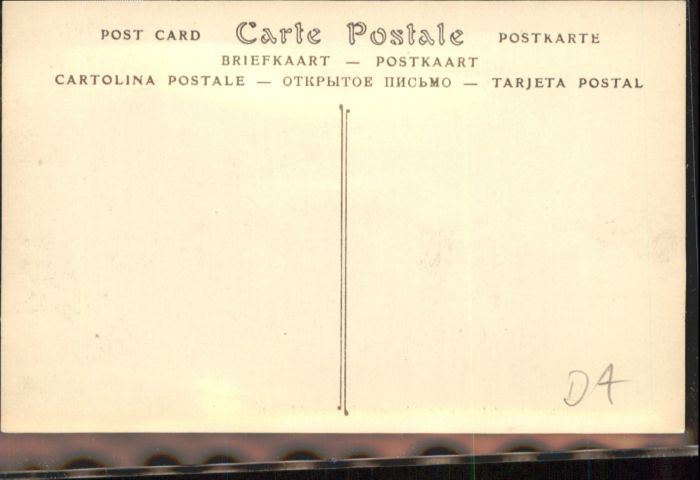 POST CARD Carte Postale POSTKARTE
BRIEFKAART — POSTKAART
CARTOLINA POSTALE — ОТКРЫТОЕ ПИСЬМО — TARJETA POSTAL
D4